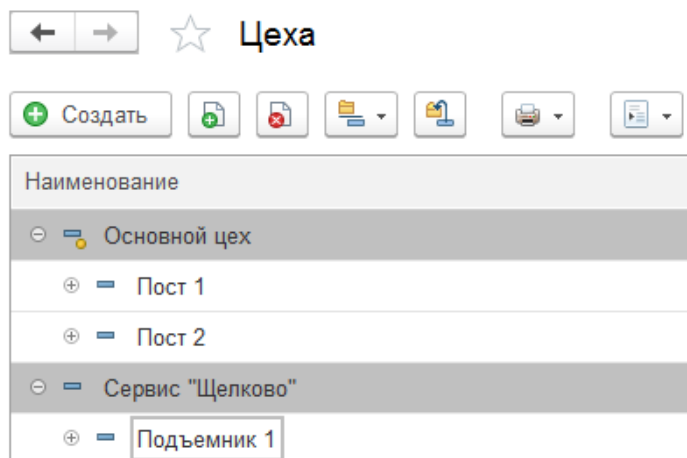 Цеха
Создать
Наименование
Основной цех
Пост 1
Пост 2
Сервис "Щелково"
Подъемник 1